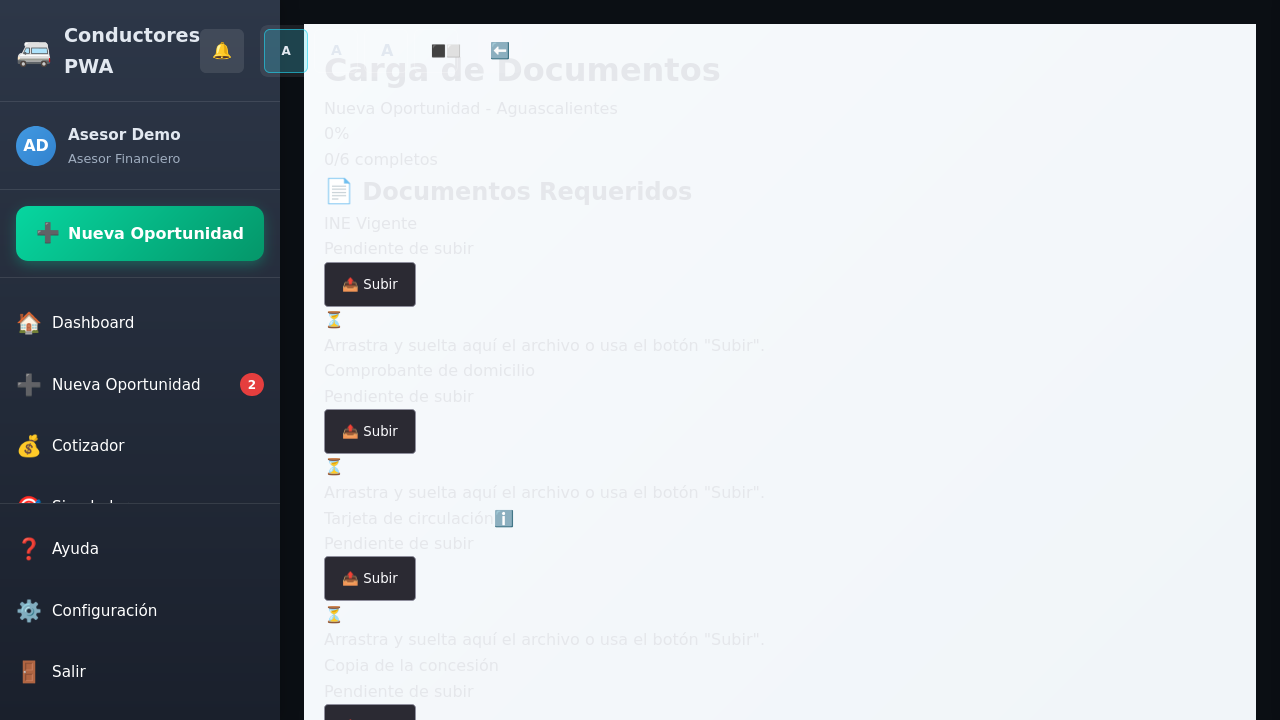 Conductores
PWA
A
A
A
Asesor Demo
AD
Asesor Financiero
Nueva Oportunidad
Dashboard
Nueva Oportunidad
2
Cotizador
Ayuda
Configuración
Salir
Carga de Documentos
Nueva Oportunidad - Aguascalientes
0%
0/6 completos
Documentos Requeridos
INE Vigente
Pendiente de subir
Subir
Arrastra y suelta aquí el archivo o usa el botón "Subir".
Comprobante de domicilio
Pendiente de subir
Subir
Arrastra y suelta aquí el archivo o usa el botón "Subir".
Tarjeta de circulación
Pendiente de subir
Subir
Arrastra y suelta aquí el archivo o usa el botón "Subir".
Copia de la concesión
Pendiente de subir